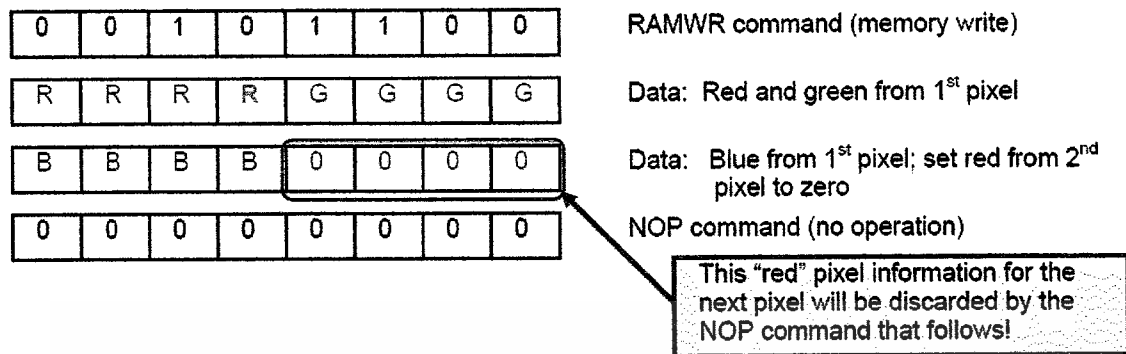 0 0 1 0 1 1 0 0 RAMWR command (memory write)
R R R R G G G G Data: Red and green from 1st pixel
B B B B 0 0 0 0 Data: Blue from 1st pixel; set red from 2nd
pixel to zero
0 0 0 0 0 0 0 0 NOP command (no operation)
This "red" pixel information for the
next pixel will be discarded by the
NOP command that follows!